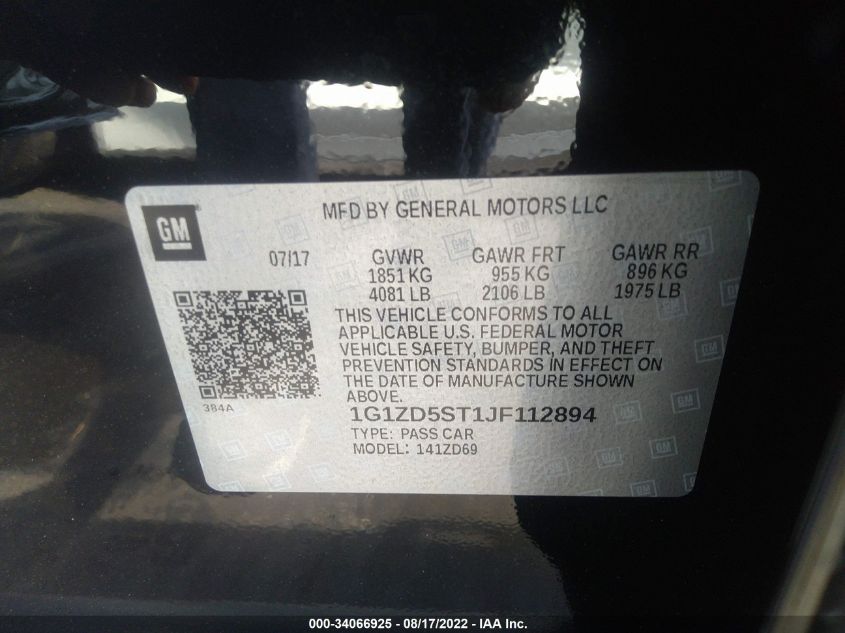 MFD BY GENERAL MOTORS LLC
GM
07/17 GVWR GAWR FRT GAWR RR
1851 KG 955 KG 896 KG
4081 LB 2106 LB 1975 LB
THIS VEHICLE CONFORMS TO ALL
APPLICABLE U.S. FEDERAL MOTOR
VEHICLE SAFETY, BUMPER, AND THEFT
PREVENTION STANDARDS IN EFFECT ON
THE DATE OF MANUFACTURE SHOWN
ABOVE.
384A
1G1ZD5ST1JF112894
TYPE: PASS CAR
MODEL: 141ZD69
000-34066925 - 08/17/2022 - IAA Inc.